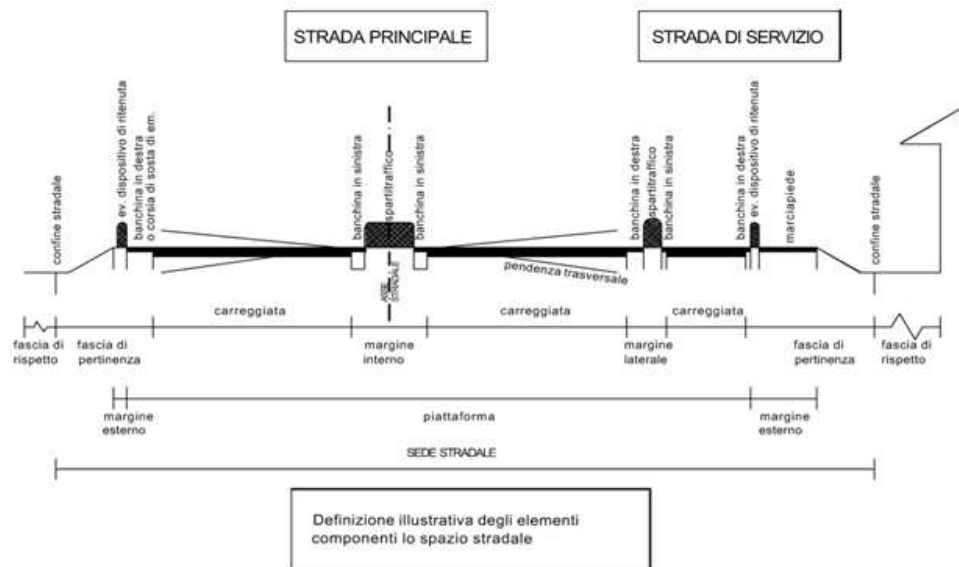 STRADA PRINCIPALE
STRADA DI SERVIZIO
confine stradale
ev. dispositivo di ritenuta
banchina in destra
o corsia di sosta di em.
banchina in sinistra
spartitraffico
banchina in sinistra
banchina in destra
spartitraffico
banchina in sinistra
banchina in destra
ev. dispositivo di ritenuta
marciapiede
confine stradale
ASSE
STRADALE
pendenza trasversale
carreggiata
carreggiata
carreggiata
fascia di
rispetto
fascia di
pertinenza
margine
interno
margine
laterale
fascia di
pertinenza
fascia di
rispetto
margine
esterno
piattaforma
margine
esterno
SEDE STRADALE
Definizione illustrativa degli elementi
componenti lo spazio stradale